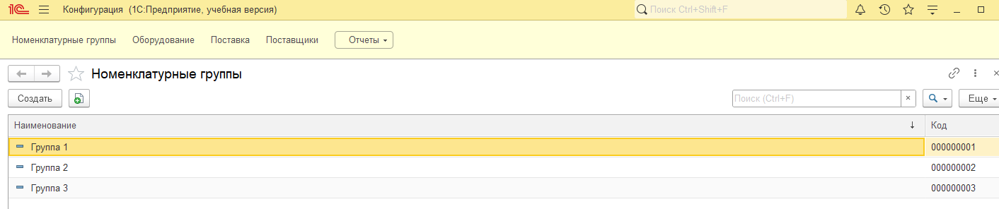 1С Конфигурация (1С:Предприятие, учебная версия) Поиск Ctrl+Shift+F
Номенклатурные группы Оборудование Поставка Поставщики Отчеты
Номенклатурные группы
Создать Поиск (Ctrl+F) × Еще
Наименование ↓ Код
Группа 1 000000001
Группа 2 000000002
Группа 3 000000003